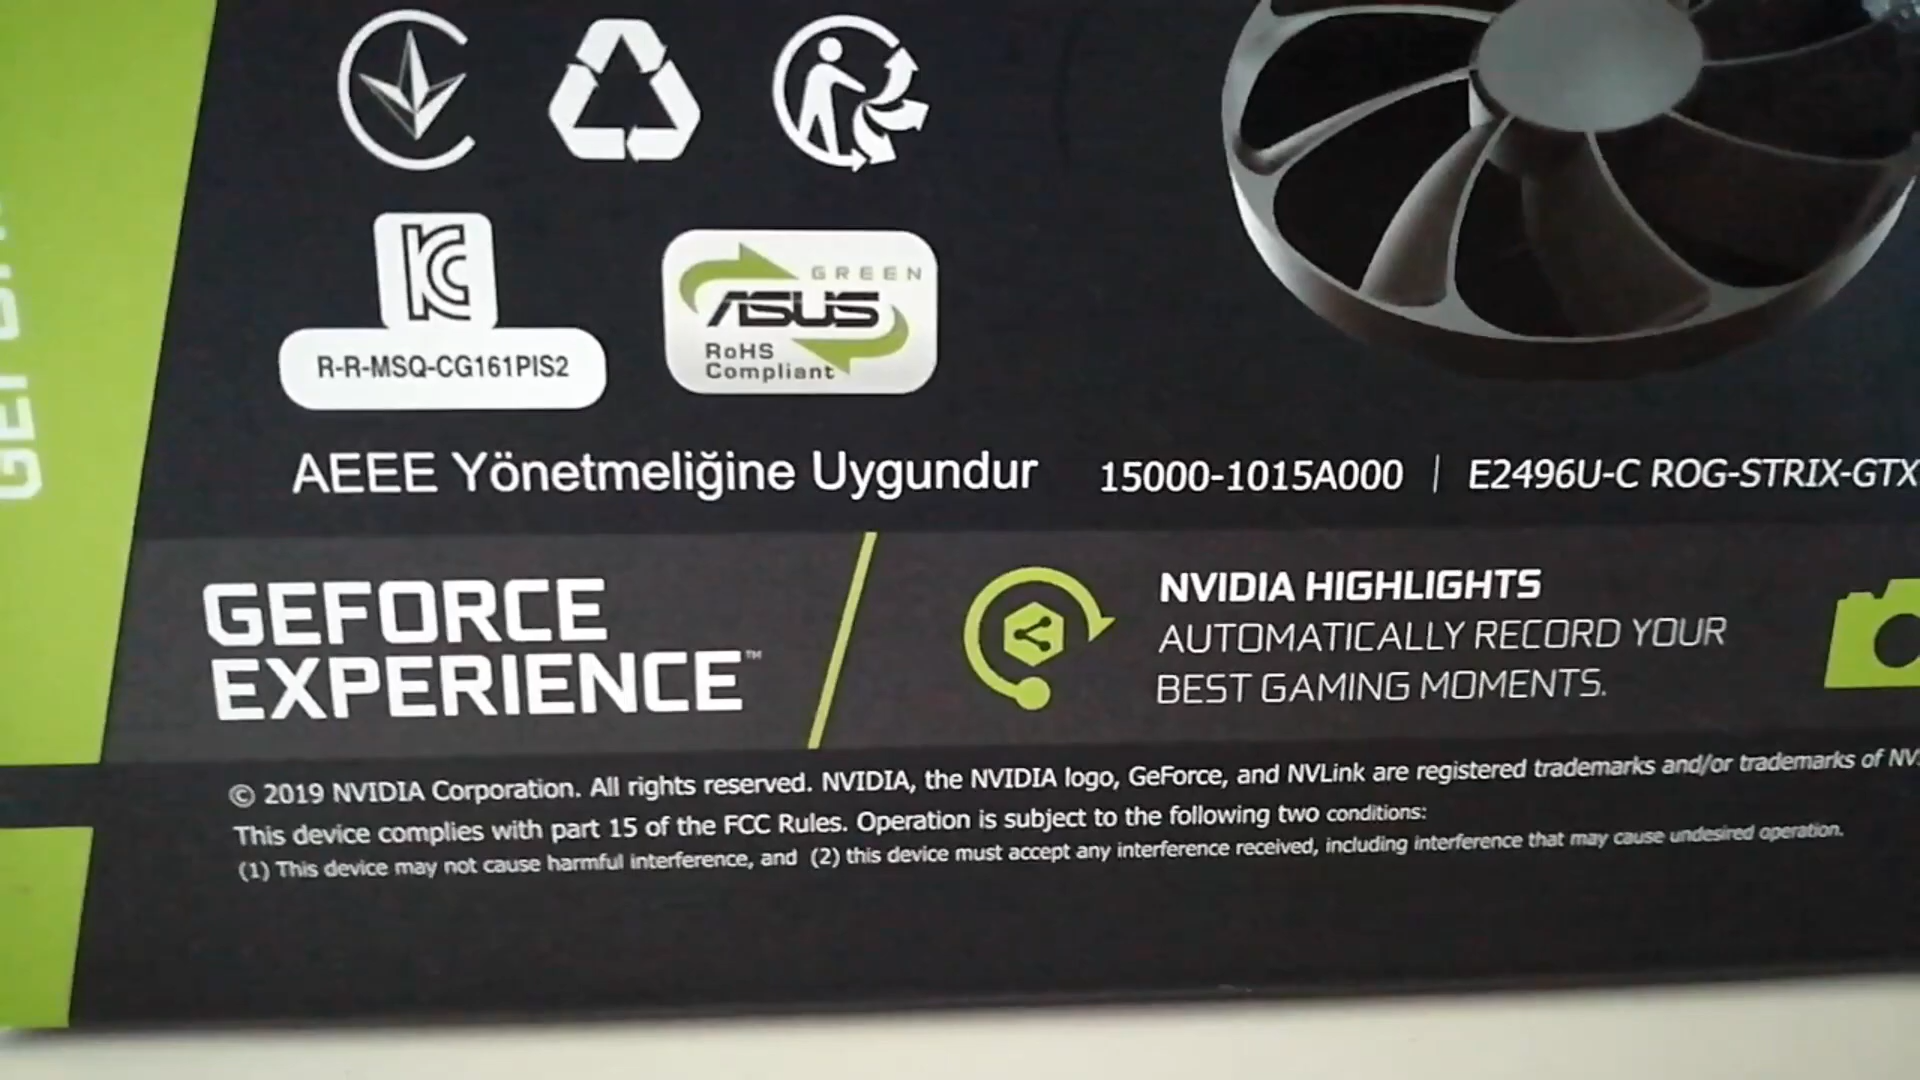 R-R-MSQ-CG161PIS2
GREEN
ASUS
RoHS
Compliant
AEEE Yönetmeliğine Uygundur
15000-1015A000 | E2496U-C ROG-STRIX-GTX
GEFORCE
EXPERIENCE™
NVIDIA HIGHLIGHTS
AUTOMATICALLY RECORD YOUR
BEST GAMING MOMENTS.
© 2019 NVIDIA Corporation. All rights reserved. NVIDIA, the NVIDIA logo, GeForce, and NVLink are registered trademarks and/or trademarks of
This device complies with part 15 of the FCC Rules. Operation is subject to the following two conditions:
(1) This device may not cause harmful interference, and (2) this device must accept any interference received, including interference that may cause undesired operation.